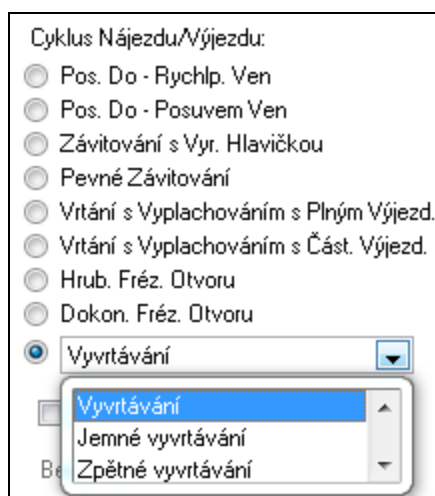 Cyklus Nájezdu/Výjezdu:
Pos. Do - Rychlp. Ven
Pos. Do - Posuvem Ven
Závitování s Vyr. Hlavičkou
Pevné Závitování
Vrtání s Vyplachováním s Plným Výjezd.
Vrtání s Vyplachováním s Část. Výjezd.
Hrub. Fréz. Otvoru
Dokon. Fréz. Otvoru
Vyvrtávání
Vyvrtávání
Jemné vyvrtávání
Zpětné vyvrtávání